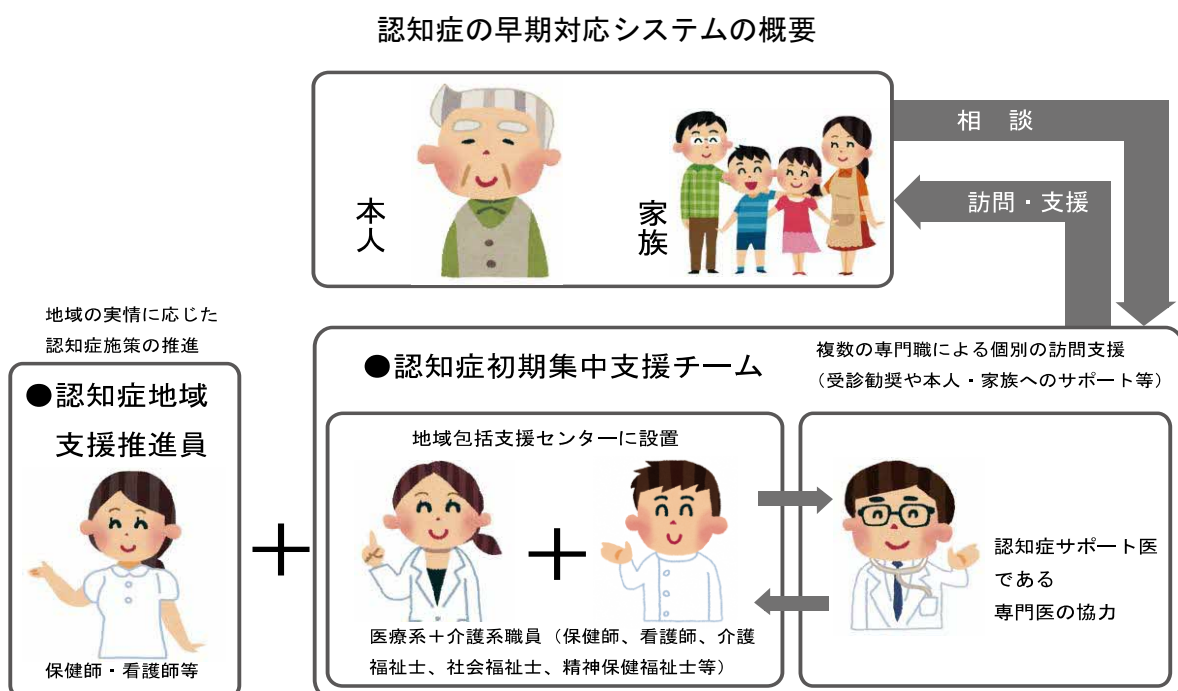 認知症の早期対応システムの概要
本人
家族
相　談
訪問・支援
地域の実情に応じた
認知症施策の推進
●認知症地域
支援推進員
保健師・看護師等
＋
●認知症初期集中支援チーム
複数の専門職による個別の訪問支援
（受診勧奨や本人・家族へのサポート等）
地域包括支援センターに設置
＋
医療系＋介護系職員（保健師、看護師、介護
福祉士、社会福祉士、精神保健福祉士等）
認知症サポート医
である
専門医の協力